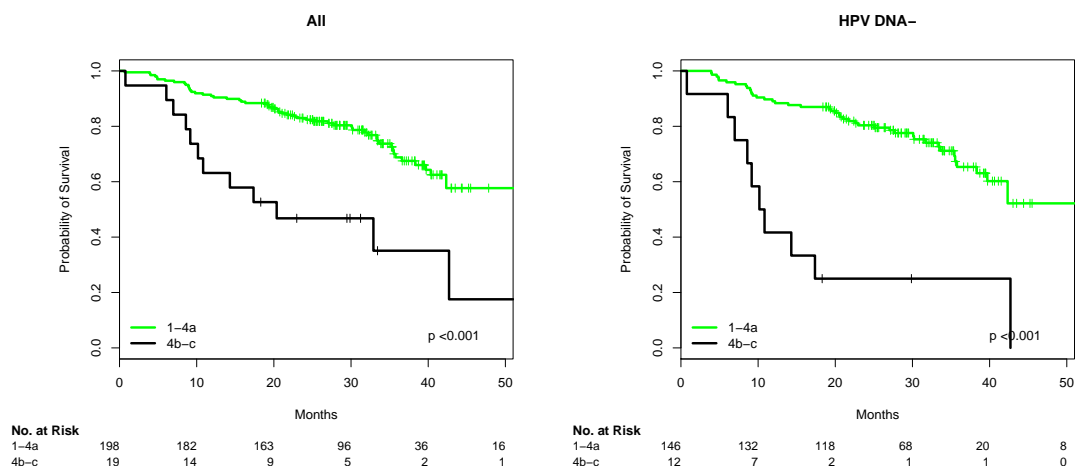 All
Probability of Survival
1.0
0.8
0.6
0.4
0.2
0.0
1−4a
4b−c
p <0.001
0 10 20 30 40 50
Months
No. at Risk
1−4a 198 182 163 96 36 16
4b−c 19 14 9 5 2 1
HPV DNA−
Probability of Survival
1.0
0.8
0.6
0.4
0.2
0.0
1−4a
4b−c
p <0.001
0 10 20 30 40 50
Months
No. at Risk
1−4a 146 132 118 68 20 8
4b−c 12 7 2 1 1 0